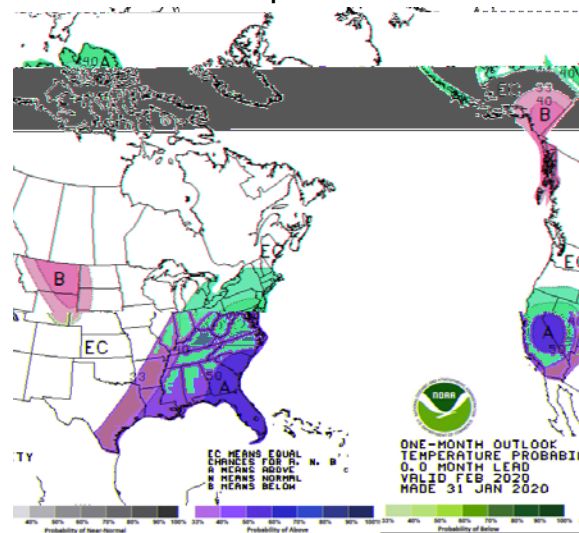 40 A
EC
33
40
B
EC
B
EC
33
40
50
A
A
50
EC MEANS EQUAL
CHANCES FOR A, N, B
A MEANS ABOVE
N MEANS NORMAL
B MEANS BELOW
TY
NOAA
ONE-MONTH OUTLOOK
TEMPERATURE PROBABI
0.0 MONTH LEAD
VALID FEB 2020
MADE 31 JAN 2020
40% 50% 60% 70% 80% 90% 100%
Probability of Near-Normal
33% 40% 50% 60% 70% 80% 90% 100%
Probability of Above
33% 40% 50% 60% 70% 80% 90% 100%
Probability of Below